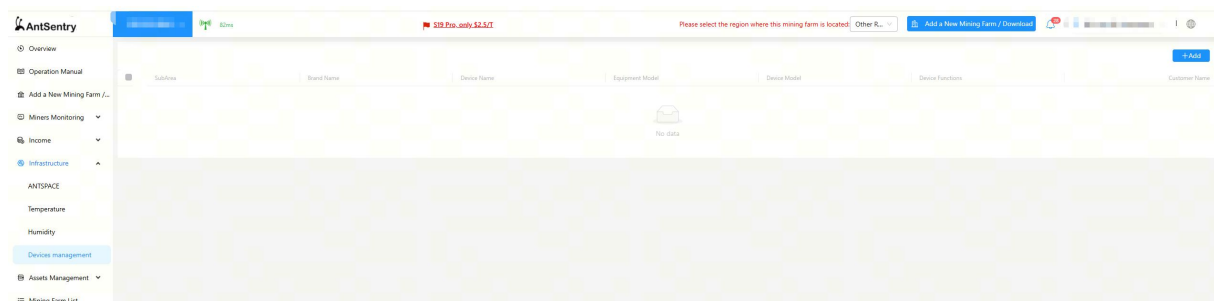 AntSentry
82ms
S19 Pro, only $2.5/T
Please select the region where this mining farm is located:
Other R...
Add a New Mining Farm / Download
28
Overview
Operation Manual
Add a New Mining Farm /...
Miners Monitoring
Income
Infrastructure
ANTSPACE
Temperature
Humidity
Devices management
Assets Management
Mining Farm List
+Add
SubArea
Brand Name
Device Name
Equipment Model
Device Model
Device Functions
Customer Name
No data